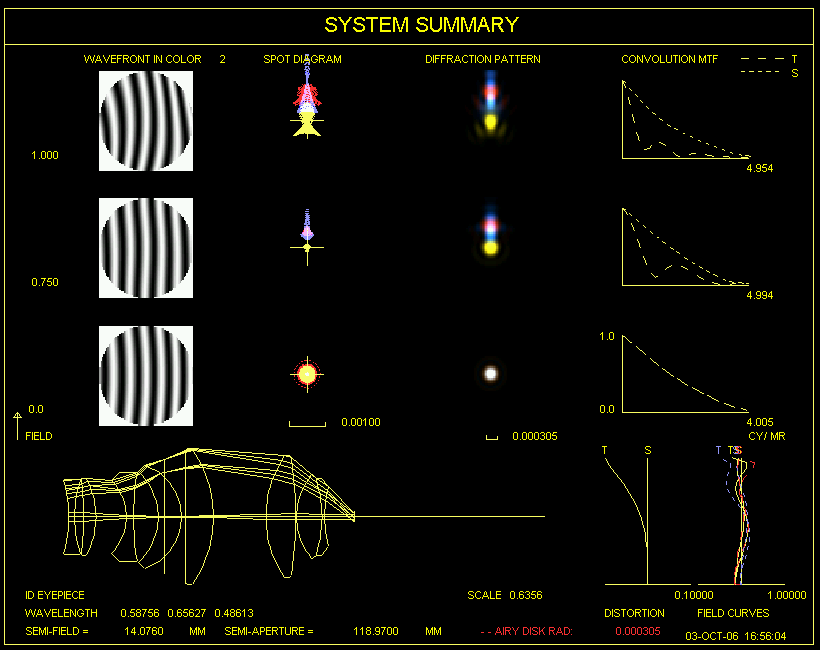 SYSTEM SUMMARY
WAVEFRONT IN COLOR 2 SPOT DIAGRAM DIFFRACTION PATTERN CONVOLUTION MTF T
S
1.000
4.954
0.750
4.994
1.0
0.0 0.0
4.005
0.00100 0.000305 CY/MR
FIELD
T S T T S S T
ID EYEPIECE SCALE 0.6356 0.10000 1.00000
WAVELENGTH 0.58756 0.65627 0.48613 DISTORTION FIELD CURVES
SEMI-FIELD = 14.0760 MM SEMI-APERTURE = 118.9700 MM - - AIRY DISK RAD: 0.000305
03-OCT-06 16:56:04